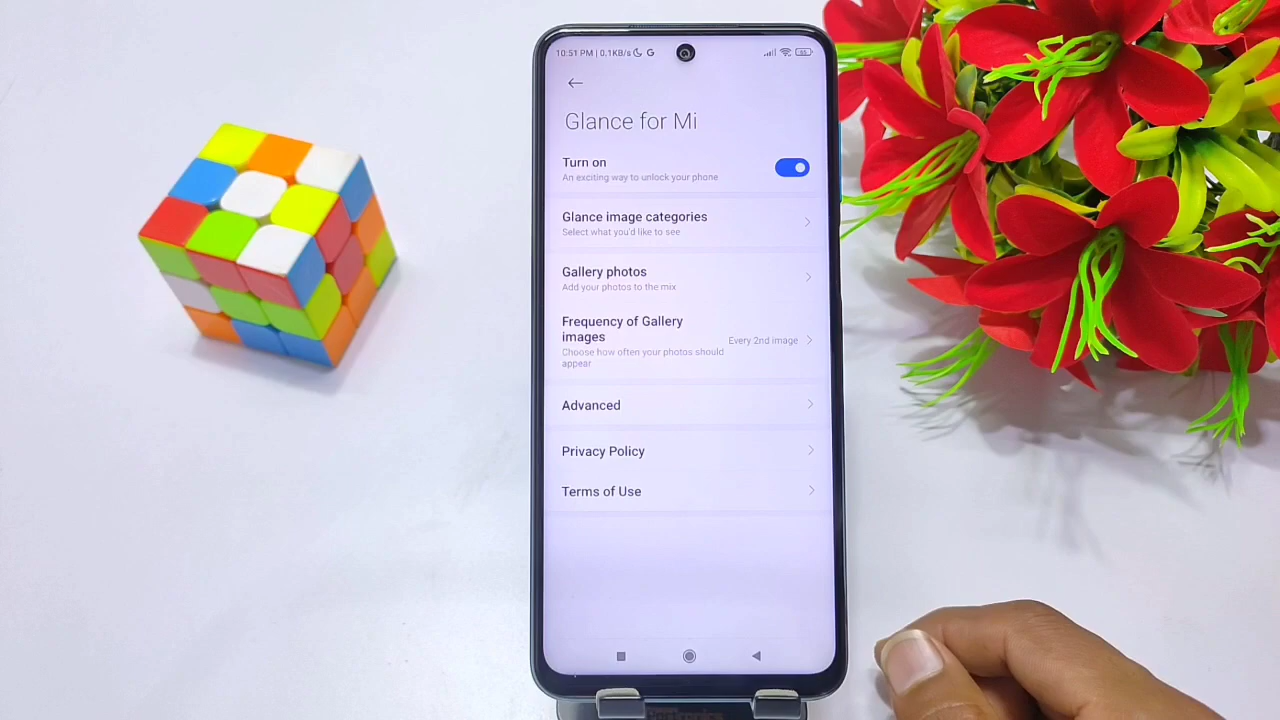 10:51 PM | 0.1KB/s
65
Glance for Mi
Turn on
An exciting way to unlock your phone
Glance image categories
Select what you'd like to see
Gallery photos
Add your photos to the mix
Frequency of Gallery
images
Every 2nd image
Choose how often your photos should
appear
Advanced
Privacy Policy
Terms of Use